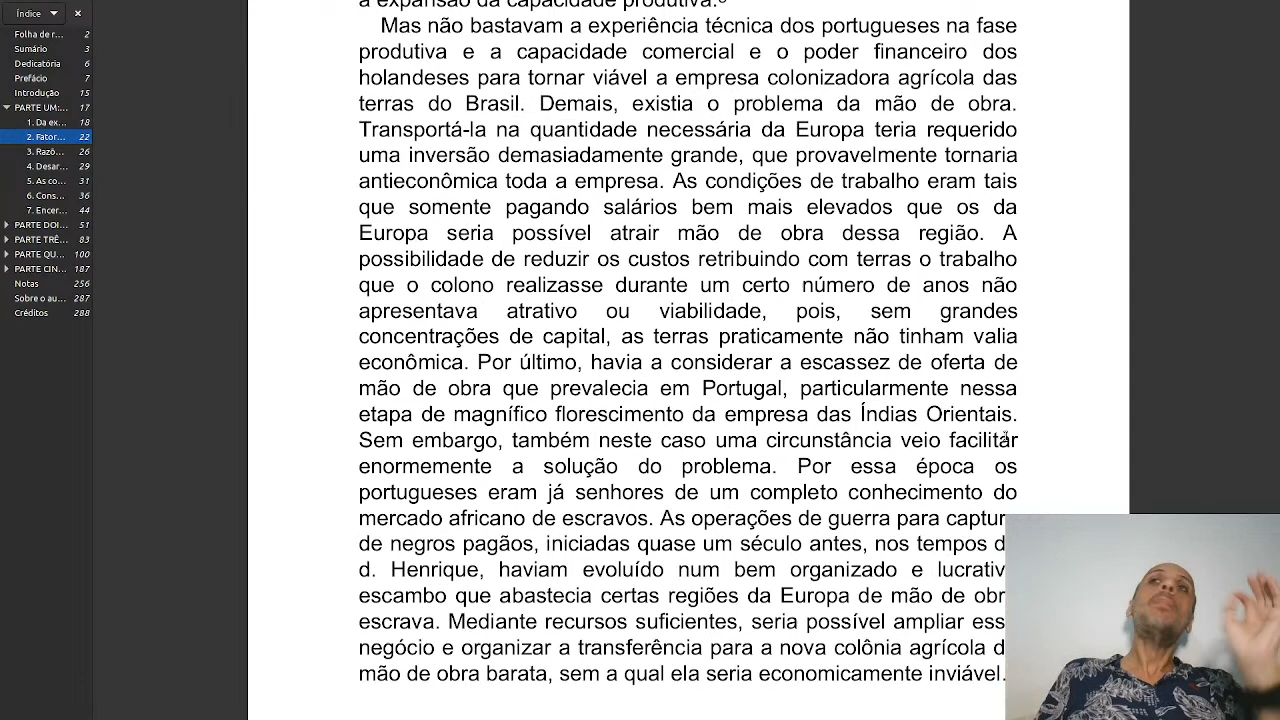 Índice
Folha de r... 2
Sumário 3
Dedicatória 6
Prefácio 7
Introdução 15
PARTE UM:... 17
1. Da ex... 18
2. Fator... 22
3. Razõ... 26
4. Desar... 29
5. As co... 31
6. Cons... 36
7. Encer... 44
PARTE DOI... 51
PARTE TRÊ... 83
PARTE QU... 100
PARTE CIN... 187
Notas 256
Sobre o au... 287
Créditos 288
a expansão da capacidade produtiva.
Mas não bastavam a experiência técnica dos portugueses na fase
produtiva e a capacidade comercial e o poder financeiro dos
holandeses para tornar viável a empresa colonizadora agrícola das
terras do Brasil. Demais, existia o problema da mão de obra.
Transportá-la na quantidade necessária da Europa teria requerido
uma inversão demasiadamente grande, que provavelmente tornaria
antieconômica toda a empresa. As condições de trabalho eram tais
que somente pagando salários bem mais elevados que os da
Europa seria possível atrair mão de obra dessa região. A
possibilidade de reduzir os custos retribuindo com terras o trabalho
que o colono realizasse durante um certo número de anos não
apresentava atrativo ou viabilidade, pois, sem grandes
concentrações de capital, as terras praticamente não tinham valia
econômica. Por último, havia a considerar a escassez de oferta de
mão de obra que prevalecia em Portugal, particularmente nessa
etapa de magnífico florescimento da empresa das Índias Orientais.
Sem embargo, também neste caso uma circunstância veio facilitar
enormemente a solução do problema. Por essa época os
portugueses eram já senhores de um completo conhecimento do
mercado africano de escravos. As operações de guerra para captur
de negros pagãos, iniciadas quase um século antes, nos tempos d
d. Henrique, haviam evoluído num bem organizado e lucrativ
escambo que abastecia certas regiões da Europa de mão de obr
escrava. Mediante recursos suficientes, seria possível ampliar ess
negócio e organizar a transferência para a nova colônia agrícola d
mão de obra barata, sem a qual ela seria economicamente inviável.